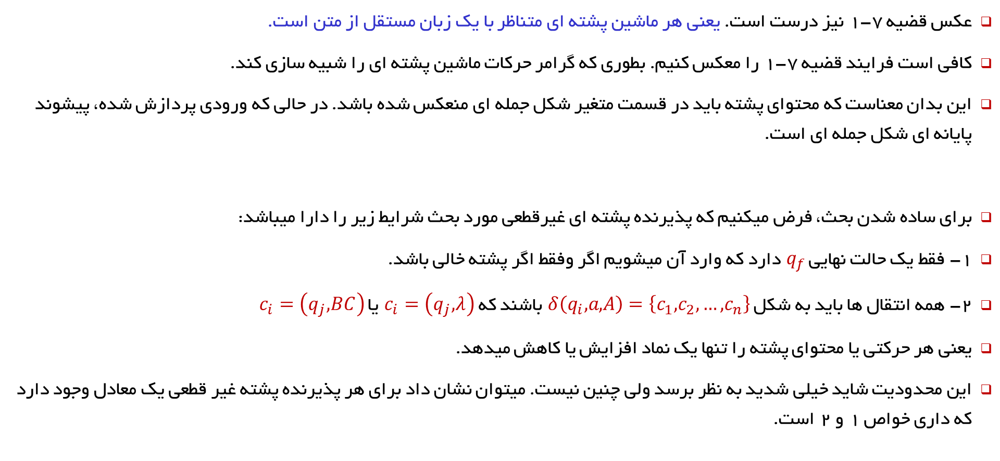 ❑ عکس قضیه ۷-۱ نیز درست است. یعنی هر ماشین پشته ای متناظر با یک زبان مستقل از متن است.
❑ کافی است فرایند قضیه ۷-۱ را معکس کنیم. بطوری که گرامر حرکات ماشین پشته ای را شبیه سازی کند.
❑ این بدان معناست که محتوای پشته باید در قسمت متغیر شکل جمله ای منعکس شده باشد. در حالی که ورودی پردازش شده، پیشوند
پایانه ای شکل جمله ای است.
❑ برای ساده شدن بحث، فرض میکنیم که پذیرنده پشته ای غیرقطعی مورد بحث شرایط زیر را دارا میباشد:
❑ ۱- فقط یک حالت نهایی q_f دارد که وارد آن میشویم اگر وفقط اگر پشته خالی باشد.
❑ ۲- همه انتقال ها باید به شکل δ(q_i,a,A) = {c_1,c_2, …,c_n} باشند که c_i = (q_j,λ) یا c_i = (q_j,BC)
❑ یعنی هر حرکتی یا محتوای پشته را تنها یک نماد افزایش یا کاهش میدهد.
❑ این محدودیت شاید خیلی شدید به نظر برسد ولی چنین نیست. میتوان نشان داد برای هر پذیرنده پشته غیر قطعی یک معادل وجود دارد
که داری خواص ۱ و ۲ است.